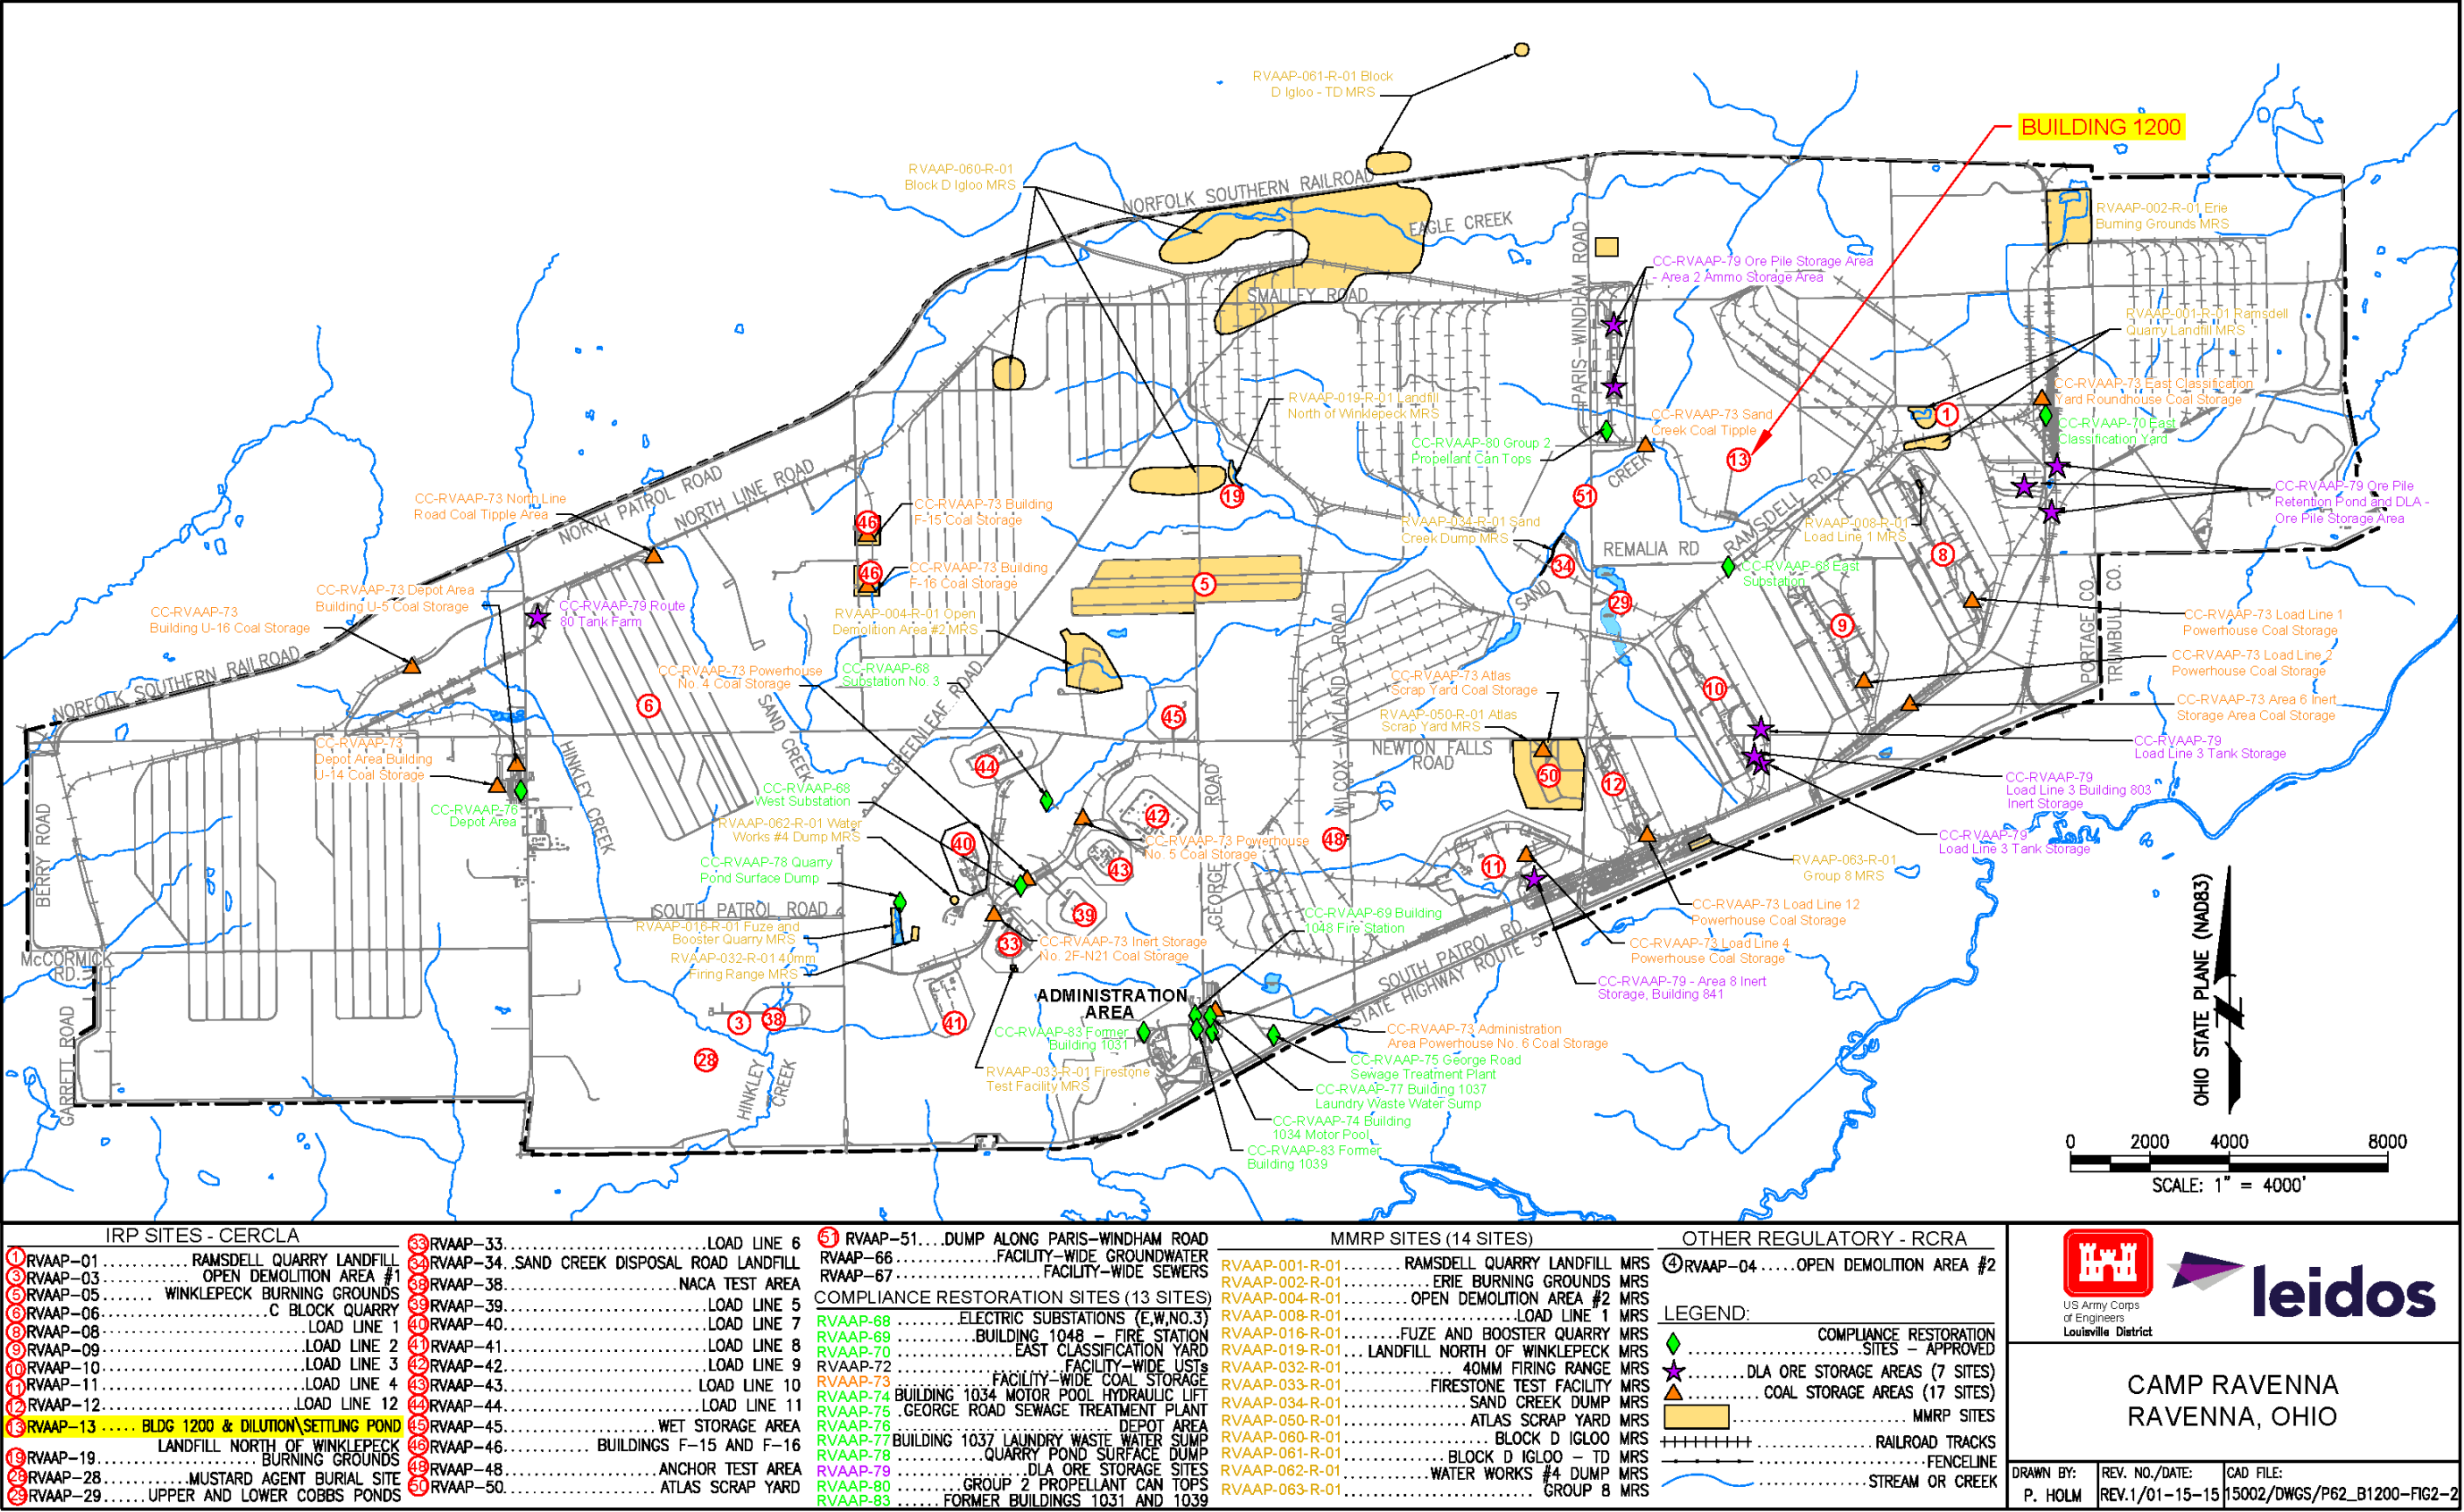 RVAAP-061-R-01 Block
D Igloo - TD MRS
BUILDING 1200
RVAAP-060-R-01
Block D Igloo MRS
NORFOLK SOUTHERN RAILROAD
EAGLE CREEK
RVAAP-002-R-01 Erie
Burning Grounds MRS
PARIS-WINDHAM ROAD
CC-RVAAP-79 Ore Pile Storage Area
- Area 2 Ammo Storage Area
SMALLEY ROAD
RVAAP-001-R-01 Ramsdell
Quarry Landfill MRS
CC-RVAAP-73 East Classification
Yard Roundhouse Coal Storage
RVAAP-019-R-01 Landfill
North of Winklepeck MRS
CC-RVAAP-73 Sand
Creek Coal Tipple
1
CC-RVAAP-70 East
Classification Yard
CC-RVAAP-80 Group 2
Propellant Can Tops
13
NORTH PATROL ROAD
NORTH LINE ROAD
CC-RVAAP-73 North Line
Road Coal Tipple Area
19
51
SAND CREEK
RAMSDELL RD
CC-RVAAP-79 Ore Pile
Retention Pond and DLA -
Ore Pile Storage Area
CC-RVAAP-73 Building
F-15 Coal Storage
46
RVAAP-034-R-01 Sand
Creek Dump MRS
RVAAP-008-R-01
Load Line 1 MRS
REMALIA RD
8
CC-RVAAP-73 Building
F-16 Coal Storage
46
34
CC-RVAAP-68 East
Substation
5
CC-RVAAP-73 Depot Area
Building U-5 Coal Storage
CC-RVAAP-79 Route
80 Tank Farm
CC-RVAAP-73
Building U-16 Coal Storage
RVAAP-004-R-01 Open
Demolition Area #2 MRS
29
9
PORTAGE CO.
TRUMBULL CO.
CC-RVAAP-73 Load Line 1
Powerhouse Coal Storage
CC-RVAAP-73 Load Line 2
Powerhouse Coal Storage
NORFOLK SOUTHERN RAILROAD
CC-RVAAP-73 Powerhouse
No. 4 Coal Storage
CC-RVAAP-68
Substation No. 3
CC-RVAAP-73 Atlas
Scrap Yard Coal Storage
10
CC-RVAAP-73 Area 6 Inert
Storage Area Coal Storage
6
SAND CREEK
GREENLEAF ROAD
45
WILCOX-WAYLAND ROAD
RVAAP-050-R-01 Atlas
Scrap Yard MRS
NEWTON FALLS
ROAD
CC-RVAAP-79
Load Line 3 Tank Storage
CC-RVAAP-73
Depot Area Building
U-14 Coal Storage
HINKLEY CREEK
44
50
12
CC-RVAAP-79
Load Line 3 Building 803
Inert Storage
CC-RVAAP-76
Depot Area
CC-RVAAP-68
West Substation
GEORGE ROAD
42
BERRY ROAD
RVAAP-062-R-01 Water
Works #4 Dump MRS
40
CC-RVAAP-73 Powerhouse
No. 5 Coal Storage
48
CC-RVAAP-79
Load Line 3 Tank Storage
CC-RVAAP-78 Quarry
Pond Surface Dump
43
11
RVAAP-063-R-01
Group 8 MRS
SOUTH PATROL ROAD
39
CC-RVAAP-69 Building
1048 Fire Station
CC-RVAAP-73 Load Line 12
Powerhouse Coal Storage
RVAAP-016-R-01 Fuze and
Booster Quarry MRS
33
CC-RVAAP-73 Inert Storage
No. 2F-N21 Coal Storage
CC-RVAAP-73 Load Line 4
Powerhouse Coal Storage
McCORMICK
RD.
RVAAP-032-R-01 40mm
Firing Range MRS
SOUTH PATROL RD
STATE HIGHWAY ROUTE 5
CC-RVAAP-79 - Area 8 Inert
Storage, Building 841
ADMINISTRATION
AREA
GARRETT ROAD
3
38
41
CC-RVAAP-83 Former
Building 1031
CC-RVAAP-73 Administration
Area Powerhouse No. 6 Coal Storage
28
HINKLEY
CREEK
RVAAP-033-R-01 Firestone
Test Facility MRS
CC-RVAAP-75 George Road
Sewage Treatment Plant
CC-RVAAP-77 Building 1037
Laundry Waste Water Sump
CC-RVAAP-74 Building
1034 Motor Pool
CC-RVAAP-83 Former
Building 1039
OHIO STATE PLANE (NAD83)
0 2000 4000 8000
SCALE: 1" = 4000'
IRP SITES - CERCLA
1 RVAAP-01 ........... RAMSDELL QUARRY LANDFILL
3 RVAAP-03 ........... OPEN DEMOLITION AREA #1
5 RVAAP-05 ....... WINKLEPECK BURNING GROUNDS
6 RVAAP-06 ........... C BLOCK QUARRY
8 RVAAP-08 ........... LOAD LINE 1
9 RVAAP-09 ........... LOAD LINE 2
10 RVAAP-10 ........... LOAD LINE 3
11 RVAAP-11 ........... LOAD LINE 4
12 RVAAP-12 ........... LOAD LINE 12
13 RVAAP-13 ..... BLDG 1200 & DILUTION\SETTLING POND
LANDFILL NORTH OF WINKLEPECK
19 RVAAP-19 ........... BURNING GROUNDS
28 RVAAP-28 ........... MUSTARD AGENT BURIAL SITE
29 RVAAP-29 ...... UPPER AND LOWER COBBS PONDS
33 RVAAP-33 ........... LOAD LINE 6
34 RVAAP-34 .. SAND CREEK DISPOSAL ROAD LANDFILL
38 RVAAP-38 ........... NACA TEST AREA
39 RVAAP-39 ........... LOAD LINE 5
40 RVAAP-40 ........... LOAD LINE 7
41 RVAAP-41 ........... LOAD LINE 8
42 RVAAP-42 ........... LOAD LINE 9
43 RVAAP-43 ........... LOAD LINE 10
44 RVAAP-44 ........... LOAD LINE 11
45 RVAAP-45 ........... WET STORAGE AREA
46 RVAAP-46 ........... BUILDINGS F-15 AND F-16
48 RVAAP-48 ........... ANCHOR TEST AREA
50 RVAAP-50 ........... ATLAS SCRAP YARD
51 RVAAP-51 .... DUMP ALONG PARIS-WINDHAM ROAD
RVAAP-66 ........... FACILITY-WIDE GROUNDWATER
RVAAP-67 ........... FACILITY-WIDE SEWERS
COMPLIANCE RESTORATION SITES (13 SITES)
RVAAP-68 ....... ELECTRIC SUBSTATIONS (E,W,NO.3)
RVAAP-69 ........ BUILDING 1048 - FIRE STATION
RVAAP-70 ........... EAST CLASSIFICATION YARD
RVAAP-72 ........... FACILITY-WIDE USTs
RVAAP-73 ........... FACILITY-WIDE COAL STORAGE
RVAAP-74 BUILDING 1034 MOTOR POOL HYDRAULIC LIFT
RVAAP-75 . GEORGE ROAD SEWAGE TREATMENT PLANT
RVAAP-76 ........... DEPOT AREA
RVAAP-77 BUILDING 1037 LAUNDRY WASTE WATER SUMP
RVAAP-78 ........ QUARRY POND SURFACE DUMP
RVAAP-79 ........... DLA ORE STORAGE SITES
RVAAP-80 ........ GROUP 2 PROPELLANT CAN TOPS
RVAAP-83 ...... FORMER BUILDINGS 1031 AND 1039
MMRP SITES (14 SITES)
RVAAP-001-R-01 ........ RAMSDELL QUARRY LANDFILL MRS
RVAAP-002-R-01 ........ ERIE BURNING GROUNDS MRS
RVAAP-004-R-01 ........ OPEN DEMOLITION AREA #2 MRS
RVAAP-008-R-01 ........ LOAD LINE 1 MRS
RVAAP-016-R-01 ....... FUZE AND BOOSTER QUARRY MRS
RVAAP-019-R-01 ... LANDFILL NORTH OF WINKLEPECK MRS
RVAAP-032-R-01 ........ 40MM FIRING RANGE MRS
RVAAP-033-R-01 ........ FIRESTONE TEST FACILITY MRS
RVAAP-034-R-01 ........ SAND CREEK DUMP MRS
RVAAP-050-R-01 ........ ATLAS SCRAP YARD MRS
RVAAP-060-R-01 ........ BLOCK D IGLOO MRS
RVAAP-061-R-01 ........ BLOCK D IGLOO - TD MRS
RVAAP-062-R-01 ........ WATER WORKS #4 DUMP MRS
RVAAP-063-R-01 ........ GROUP 8 MRS
OTHER REGULATORY - RCRA
4 RVAAP-04 ..... OPEN DEMOLITION AREA #2
LEGEND:
COMPLIANCE RESTORATION
SITES - APPROVED
DLA ORE STORAGE AREAS (7 SITES)
COAL STORAGE AREAS (17 SITES)
MMRP SITES
RAILROAD TRACKS
FENCELINE
STREAM OR CREEK
US Army Corps
of Engineers
Louisville District
leidos
CAMP RAVENNA
RAVENNA, OHIO
DRAWN BY:
P. HOLM
REV. NO./DATE:
REV.1/01-15-15
CAD FILE:
15002/DWGS/P62_B1200-FIG2-2